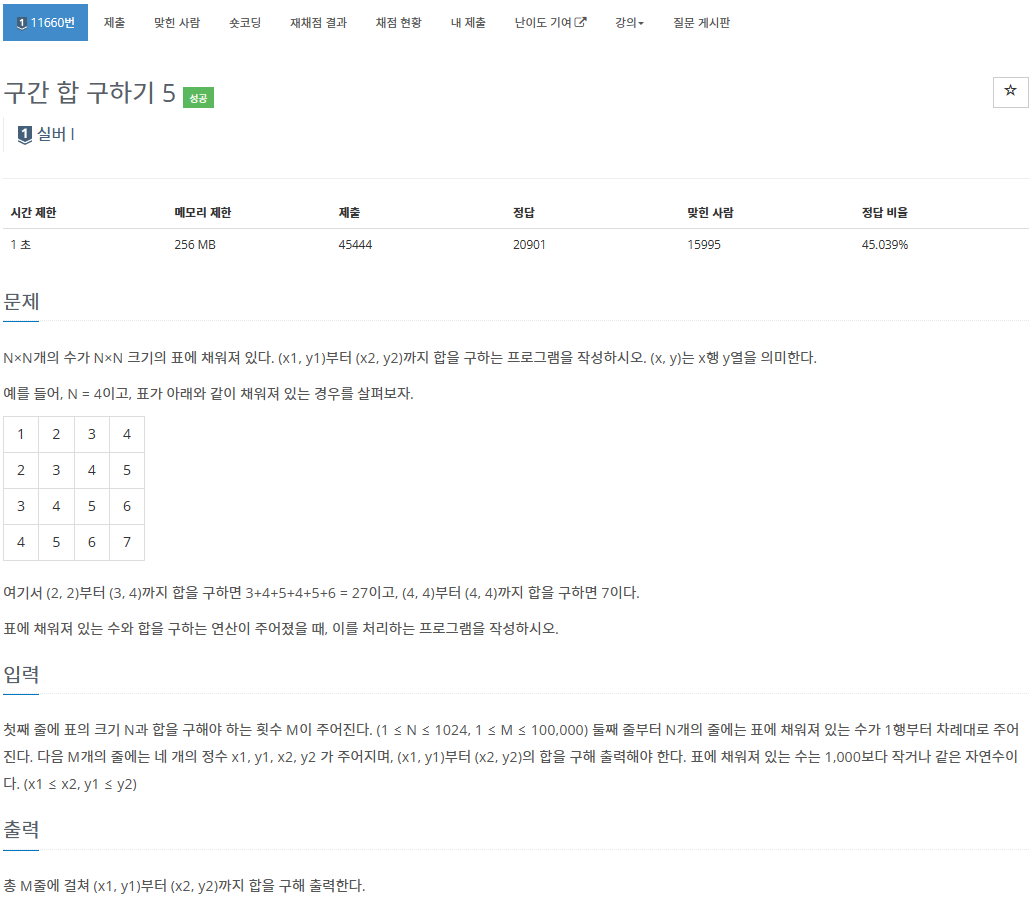 1 11660번 제출 맞힌 사람 숏코딩 재채점 결과 채점 현황 내 제출 난이도 기여 강의 질문 게시판
구간 합 구하기 5 성공
1 실버 I
시간 제한 메모리 제한 제출 정답 맞힌 사람 정답 비율
1 초 256 MB 45444 20901 15995 45.039%
문제
N×N개의 수가 N×N 크기의 표에 채워져 있다. (x1, y1)부터 (x2, y2)까지 합을 구하는 프로그램을 작성하시오. (x, y)는 x행 y열을 의미한다.
예를 들어, N = 4이고, 표가 아래와 같이 채워져 있는 경우를 살펴보자.
1 2 3 4
2 3 4 5
3 4 5 6
4 5 6 7
여기서 (2, 2)부터 (3, 4)까지 합을 구하면 3+4+5+4+5+6 = 27이고, (4, 4)부터 (4, 4)까지 합을 구하면 7이다.
표에 채워져 있는 수와 합을 구하는 연산이 주어졌을 때, 이를 처리하는 프로그램을 작성하시오.
입력
첫째 줄에 표의 크기 N과 합을 구해야 하는 횟수 M이 주어진다. (1 ≤ N ≤ 1024, 1 ≤ M ≤ 100,000) 둘째 줄부터 N개의 줄에는 표에 채워져 있는 수가 1행부터 차례대로 주어
진다. 다음 M개의 줄에는 네 개의 정수 x1, y1, x2, y2 가 주어지며, (x1, y1)부터 (x2, y2)의 합을 구해 출력해야 한다. 표에 채워져 있는 수는 1,000보다 작거나 같은 자연수이
다. (x1 ≤ x2, y1 ≤ y2)
출력
총 M줄에 걸쳐 (x1, y1)부터 (x2, y2)까지 합을 구해 출력한다.